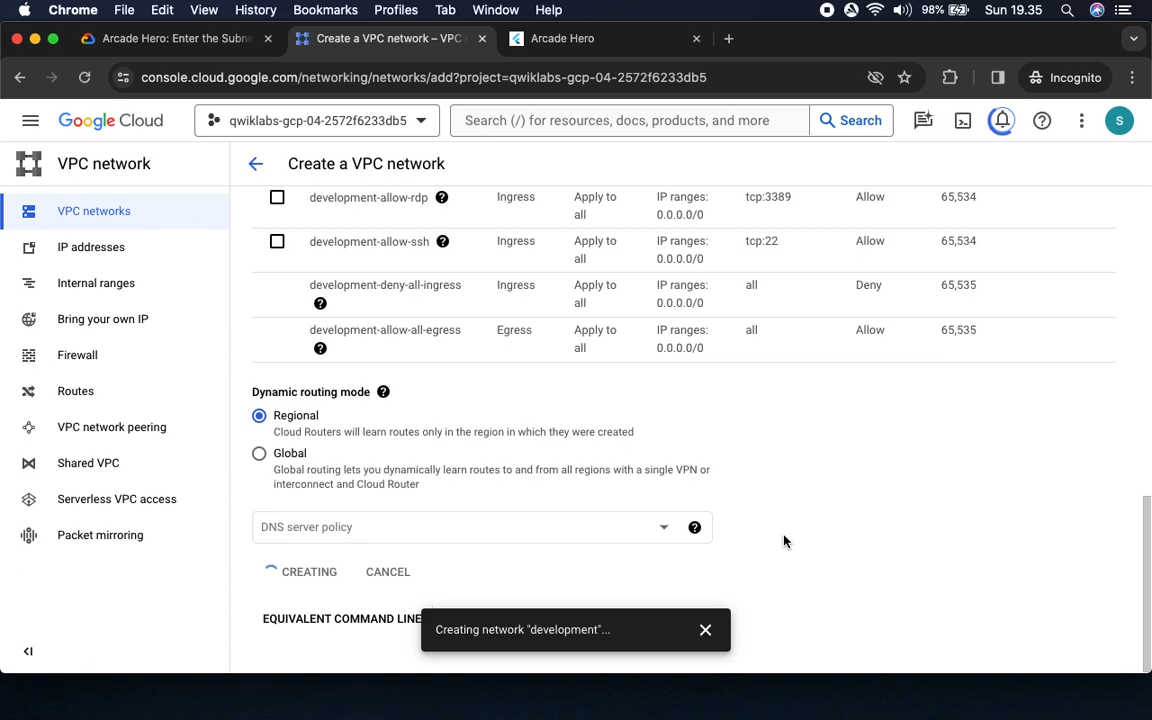 Chrome File Edit View History Bookmarks Profiles Tab Window Help 98% Sun 19.35
Arcade Hero: Enter the Subne
Create a VPC network – VPC
Arcade Hero
console.cloud.google.com/networking/networks/add?project=qwiklabs-gcp-04-2572f6233db5
Incognito
Google Cloud
qwiklabs-gcp-04-2572f6233db5
Search (/) for resources, docs, products, and more
Search
S
VPC network
Create a VPC network
VPC networks
IP addresses
Internal ranges
Bring your own IP
Firewall
Routes
VPC network peering
Shared VPC
Serverless VPC access
Packet mirroring
development-allow-rdp Ingress Apply to all IP ranges: 0.0.0.0/0 tcp:3389 Allow 65,534
development-allow-ssh Ingress Apply to all IP ranges: 0.0.0.0/0 tcp:22 Allow 65,534
development-deny-all-ingress Ingress Apply to all IP ranges: 0.0.0.0/0 all Deny 65,535
development-allow-all-egress Egress Apply to all IP ranges: 0.0.0.0/0 all Allow 65,535
Dynamic routing mode
Regional
Cloud Routers will learn routes only in the region in which they were created
Global
Global routing lets you dynamically learn routes to and from all regions with a single VPN or
interconnect and Cloud Router
DNS server policy
CREATING CANCEL
EQUIVALENT COMMAND LINE
Creating network "development"...